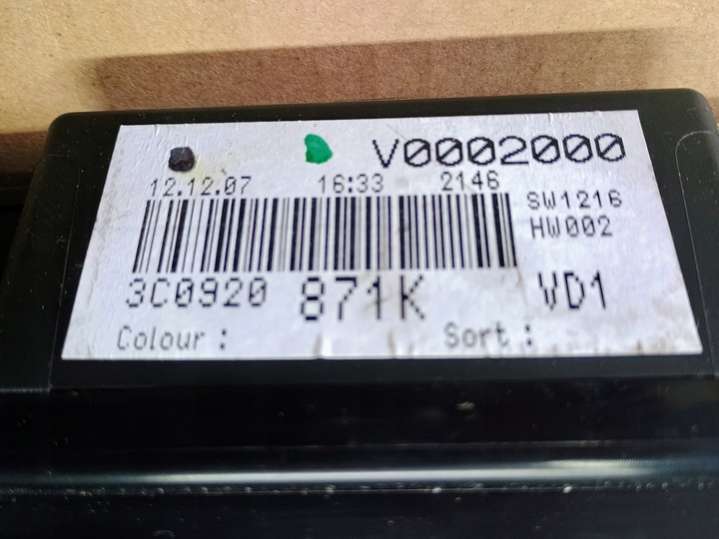 V0002000
12.12.07 16:33 2146
SW1216
HW002
3C0920 871K VD1
Colour : Sort :